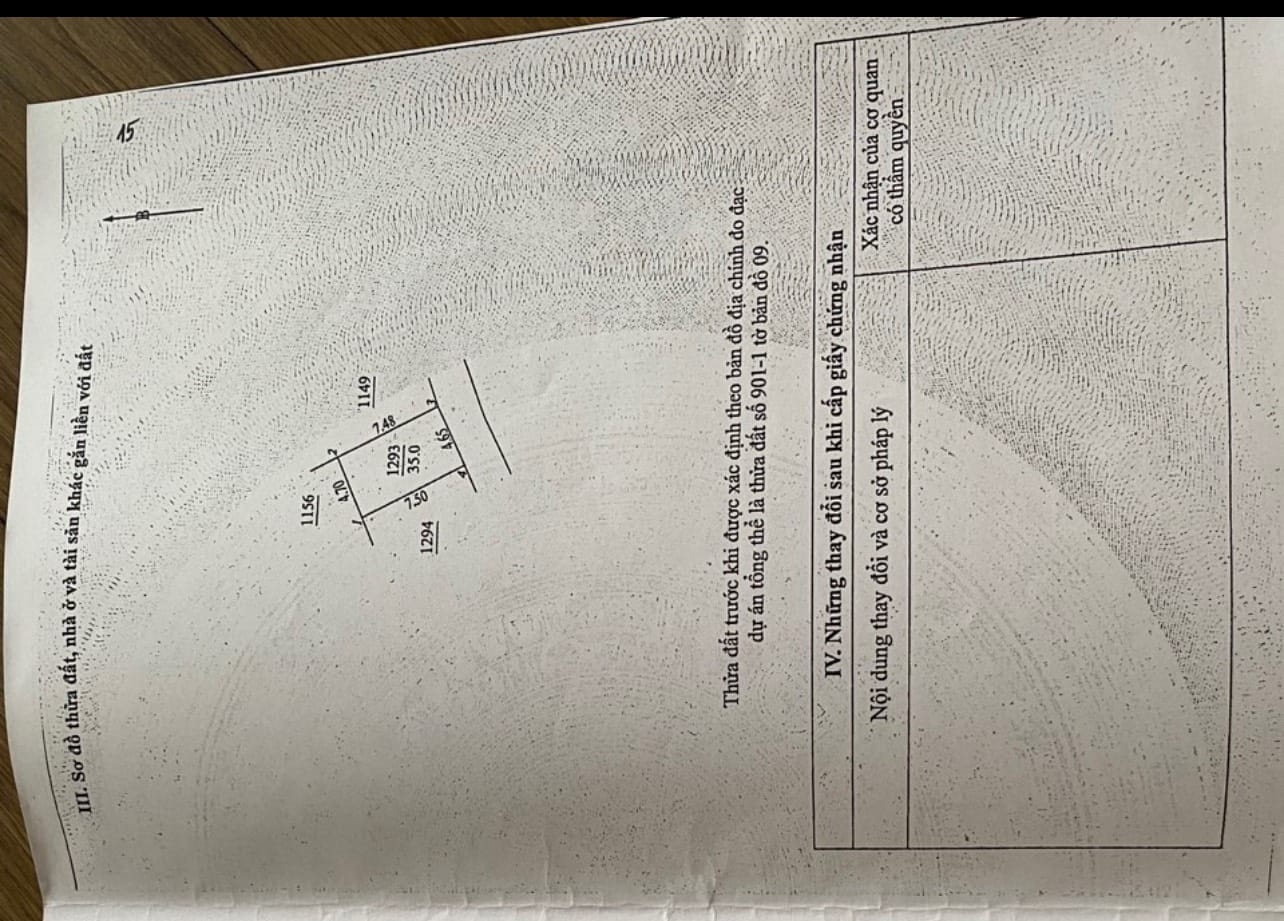 15
III. Sơ đồ thửa đất, nhà ở và tài sản khác gắn liền với đất
B
1156
1149
2
4.70
1
7.48
1293
35.0
7.50
3
4.65
4
1294
Thửa đất trước khi được xác định theo bản đồ địa chính đo đạc
dự án tổng thể là thửa đất số 901-1 tờ bản đồ 09.
IV. Những thay đổi sau khi cấp giấy chứng nhận
Nội dung thay đổi và cơ sở pháp lý
Xác nhận của cơ quan
có thẩm quyền